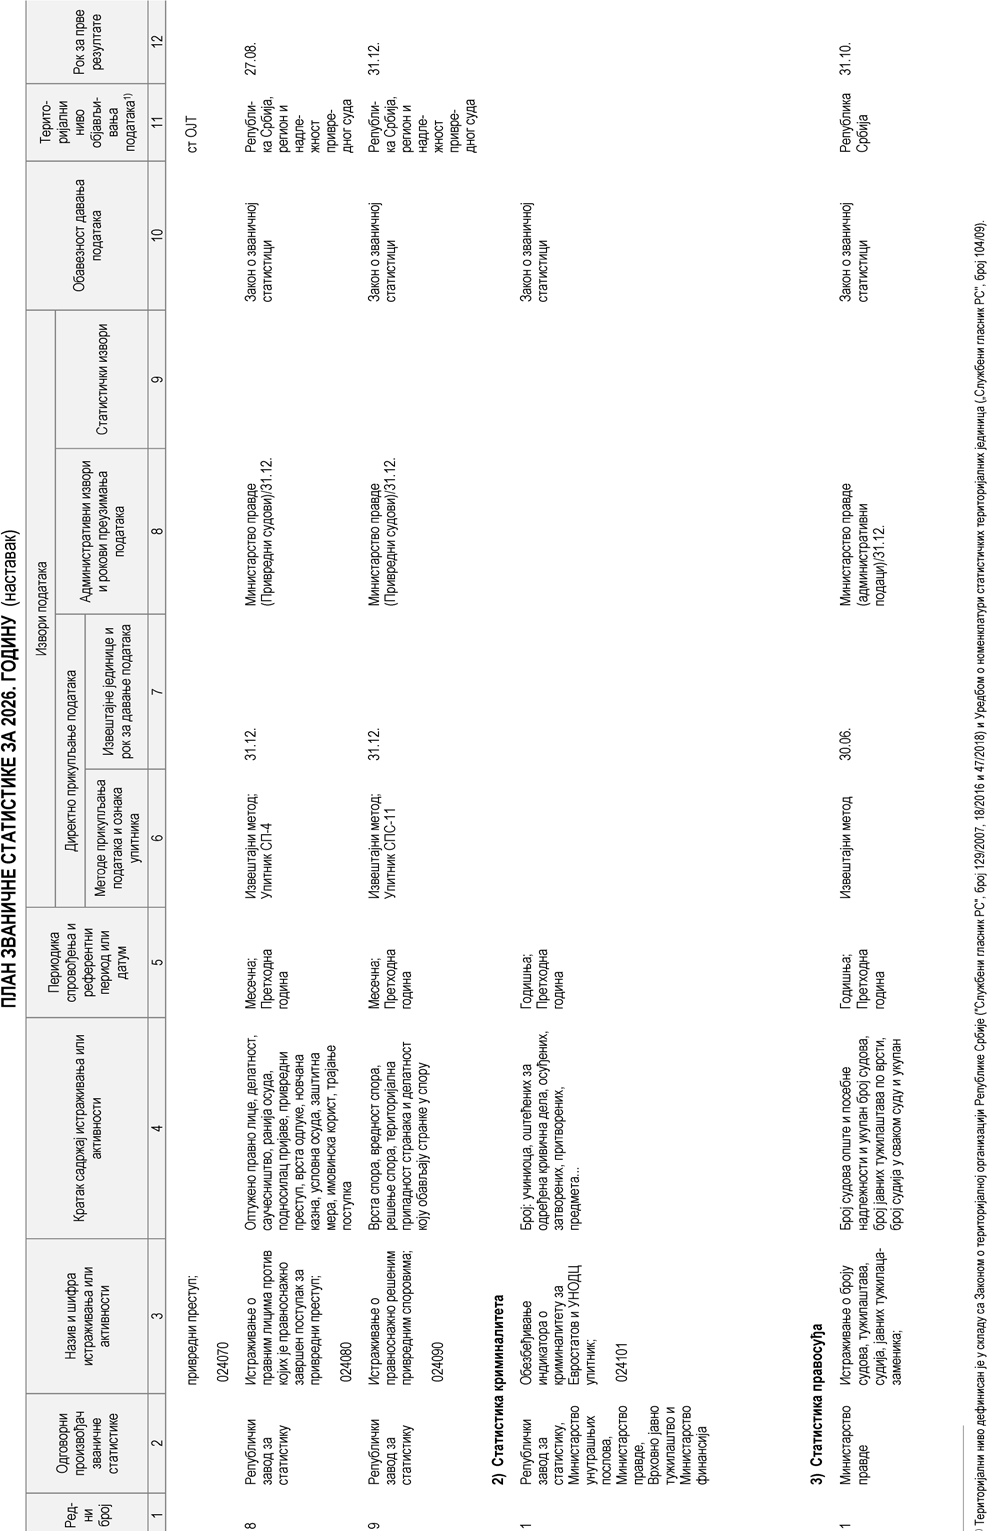 ПЛАН ЗВАНИЧНЕ СТАТИСТИКЕ ЗА 2026. ГОДИНУ (наставак)
Ред-
ни
број
Одговорни
произвођач
званичне
статистике
Назив и шифра
истраживања или
активности
Кратак садржај истраживања или
активности
Периодика
спровођења и
референтни
период или
датум
Извори података
Директно прикупљање података
Методе прикупљања
података и ознака
упитника
Извештајне јединице и
рок за давање података
Административни извори
и рокови преузимања
података
Статистички извори
Обавезност давања
података
Терито-
ријални
ниво
објављи-
вања
података¹⁾
Рок за прве
резултате
1 2 3 4 5 6 7 8 9 10 11 12
привредни преступ;
024070
ст ОЈТ
8
Републички
завод за
статистику
Истраживање о
правним лицима против
којих је правноснажно
завршен поступак за
привредни преступ;
024080
Оптужено правно лице, делатност,
саучесништво, ранија осуда,
подносилац пријаве, привредни
преступ, врста одлуке, новчана
казна, условна осуда, заштитна
мера, имовинска корист, трајање
поступка
Месечна;
Претходна
година
Извештајни метод;
Упитник СП-4
31.12.
Министарство правде
(Привредни судови)/31.12.
Закон о званичној
статистици
Републи-
ка Србија,
регион и
надле-
жност
привре-
дног суда
27.08.
9
Републички
завод за
статистику
Истраживање о
правноснажно решеним
привредним споровима;
024090
Врста спора, вредност спора,
решење спора, територијална
припадност странака и делатност
коју обављају странке у спору
Месечна;
Претходна
година
Извештајни метод;
Упитник СПС-11
31.12.
Министарство правде
(Привредни судови)/31.12.
Закон о званичној
статистици
Републи-
ка Србија,
регион и
надле-
жност
привре-
дног суда
31.12.
2) Статистика криминалитета
1
Републички
завод за
статистику,
Министарство
унутрашњих
послова,
Министарство
правде,
Врховно јавно
тужилаштво и
Министарство
финансија
Обезбеђивање
индикатора о
криминалитету за
Евростатов и УНОДЦ
упитник;
024101
Број: учиниоца, оштећених за
одређена кривична дела, осуђених,
затворених, притворених,
предмета...
Годишња;
Претходна
година
Закон о званичној
статистици
3) Статистика правосуђа
1
Министарство
правде
Истраживање о броју
судова, тужилаштава,
судија, јавних тужилаца-
заменика;
Број судова опште и посебне
надлежности и укупан број судова,
број јавних тужилаштава по врсти,
број судија у сваком суду и укупан
Годишња;
Претходна
година
Извештајни метод
30.06.
Министарство правде
(административни
подаци)/31.12.
Закон о званичној
статистици
Република
Србија
31.10.
¹⁾ Територијални ниво дефинисан је у складу са Законом о територијалној организацији Републике Србије ("Службени гласник РС", број 129/2007, 18/2016 и 47/2018) и Уредбом о номенклатури статистичких територијалних јединица („Службени гласник РС", број 104/09).